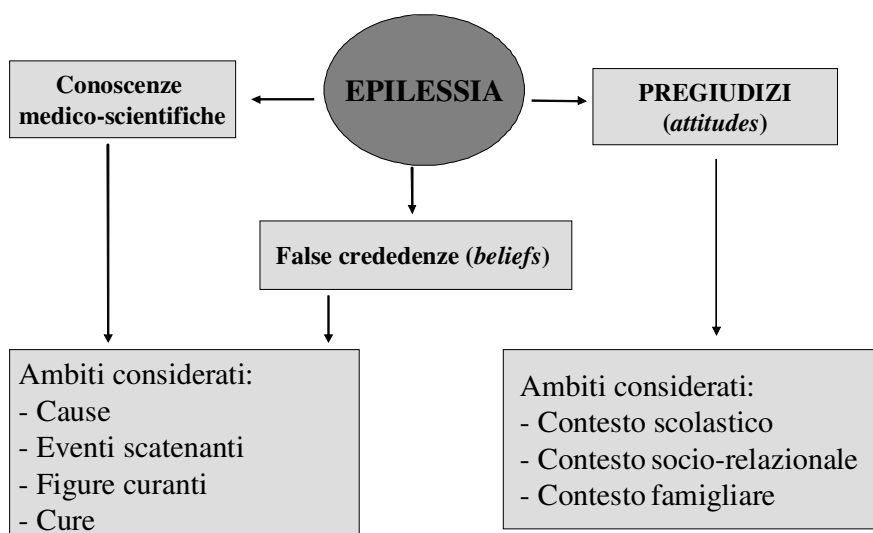 EPILESSIA
Conoscenze
medico-scientifiche
PREGIUDIZI
(attitudes)
False crededenze (beliefs)
Ambiti considerati:
- Cause
- Eventi scatenanti
- Figure curanti
- Cure
Ambiti considerati:
- Contesto scolastico
- Contesto socio-relazionale
- Contesto famigliare